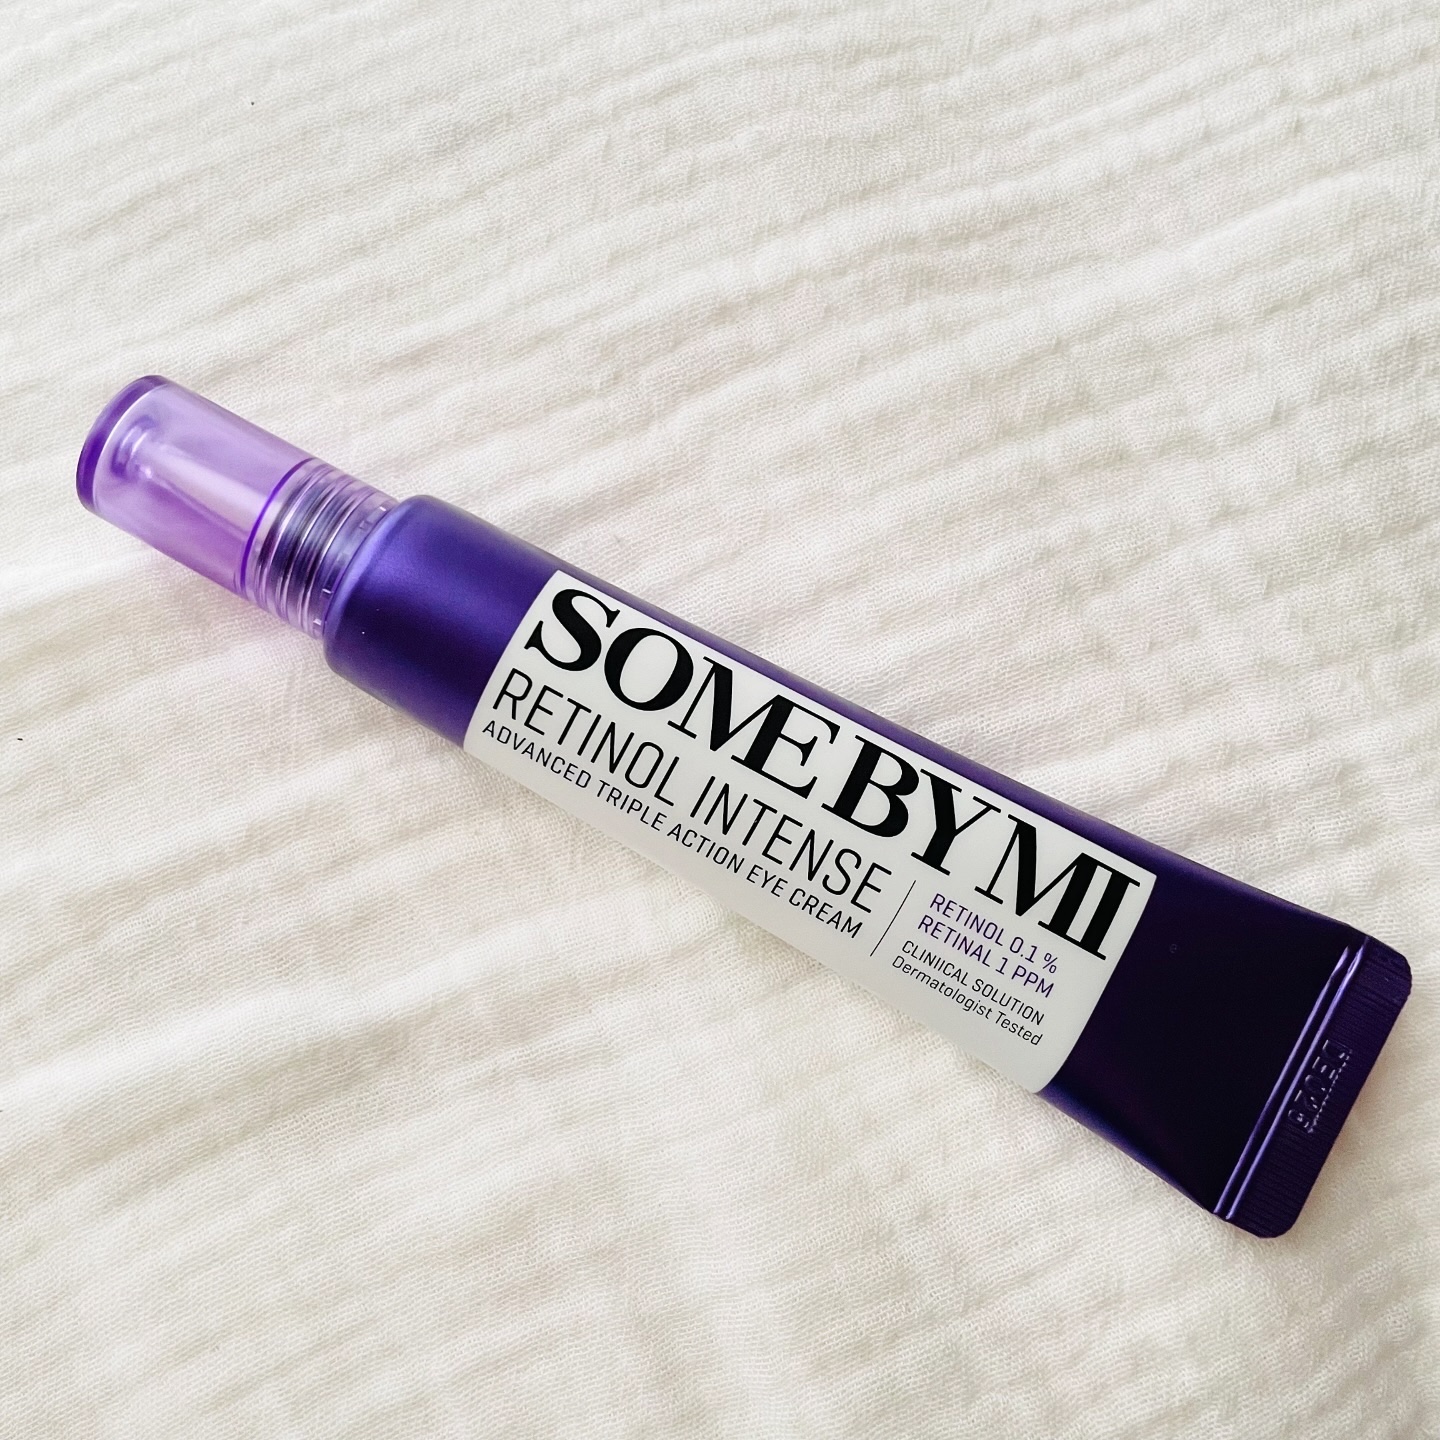 SOME BY MI
RETINOL INTENSE
ADVANCED TRIPLE ACTION EYE CREAM
RETINOL 0.1 %
RETINAL 1 PPM
CLINIICAL SOLUTION
Dermatologist Tested